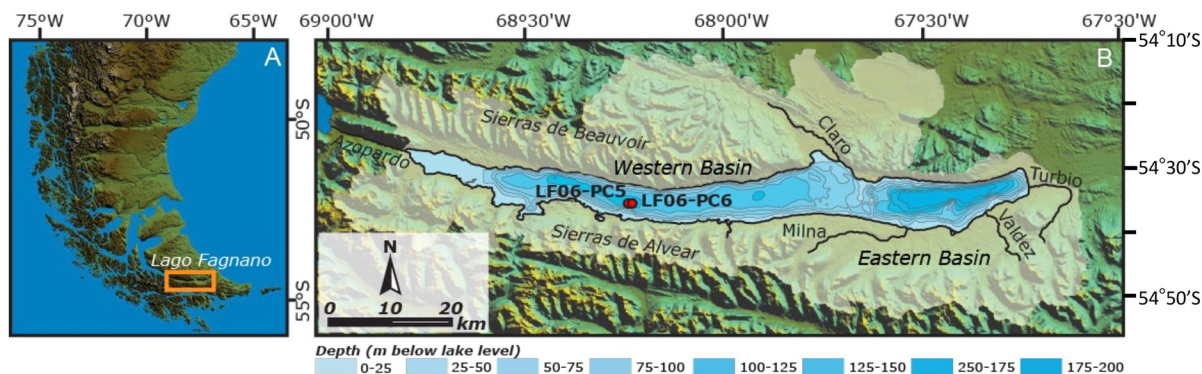 75°W 70°W 65°W
A
50°S
55°S
Lago Fagnano
69°00'W 68°30'W 68°00'W 67°30'W 67°30'W
B
54°10'S
54°30'S
54°50'S
Sierras de Beauvoir
Claro
Azopardo
Western Basin
Turbio
LF06-PC5 LF06-PC6
Sierras de Alvear
Milna
Valdez
Eastern Basin
N
0 10 20
km
Depth (m below lake level)
0-25 25-50 50-75 75-100 100-125 125-150 250-175 175-200